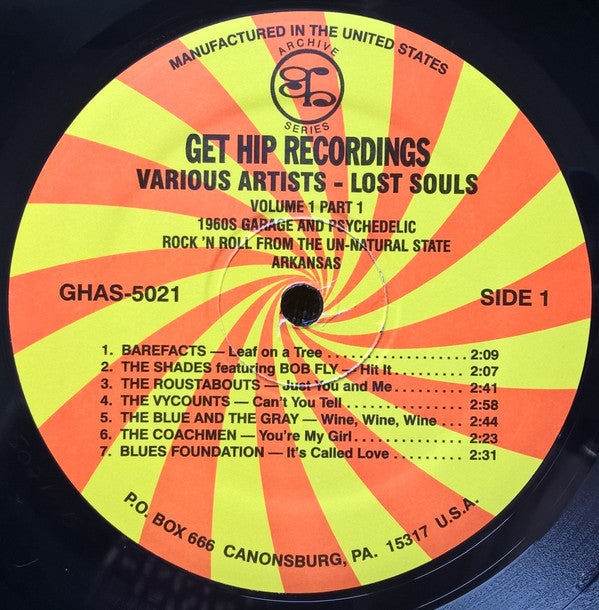 MANUFACTURED IN THE UNITED STATES
ARCHIVE
SERIES
GET HIP RECORDINGS
VARIOUS ARTISTS - LOST SOULS
VOLUME 1 PART 1
1960S GARAGE AND PSYCHEDELIC
ROCK 'N ROLL FROM THE UN-NATURAL STATE
ARKANSAS
GHAS-5021
SIDE 1
1. BAREFACTS — Leaf on a Tree . . . . . . . . . . . . . . . . . . . . . . 2:09
2. THE SHADES featuring BOB FLY — Hit It . . . . . . . . . . . 2:07
3. THE ROUSTABOUTS — Just You and Me . . . . . . . . . . . 2:41
4. THE VYCOUNTS — Can't You Tell . . . . . . . . . . . . . . . . . . 2:58
5. THE BLUE AND THE GRAY — Wine, Wine, Wine . . . 2:44
6. THE COACHMEN — You're My Girl . . . . . . . . . . . . . . . . . 2:23
7. BLUES FOUNDATION — It's Called Love . . . . . . . . . 2:31
P.O. BOX 666 CANONSBURG, PA. 15317 U.S.A.